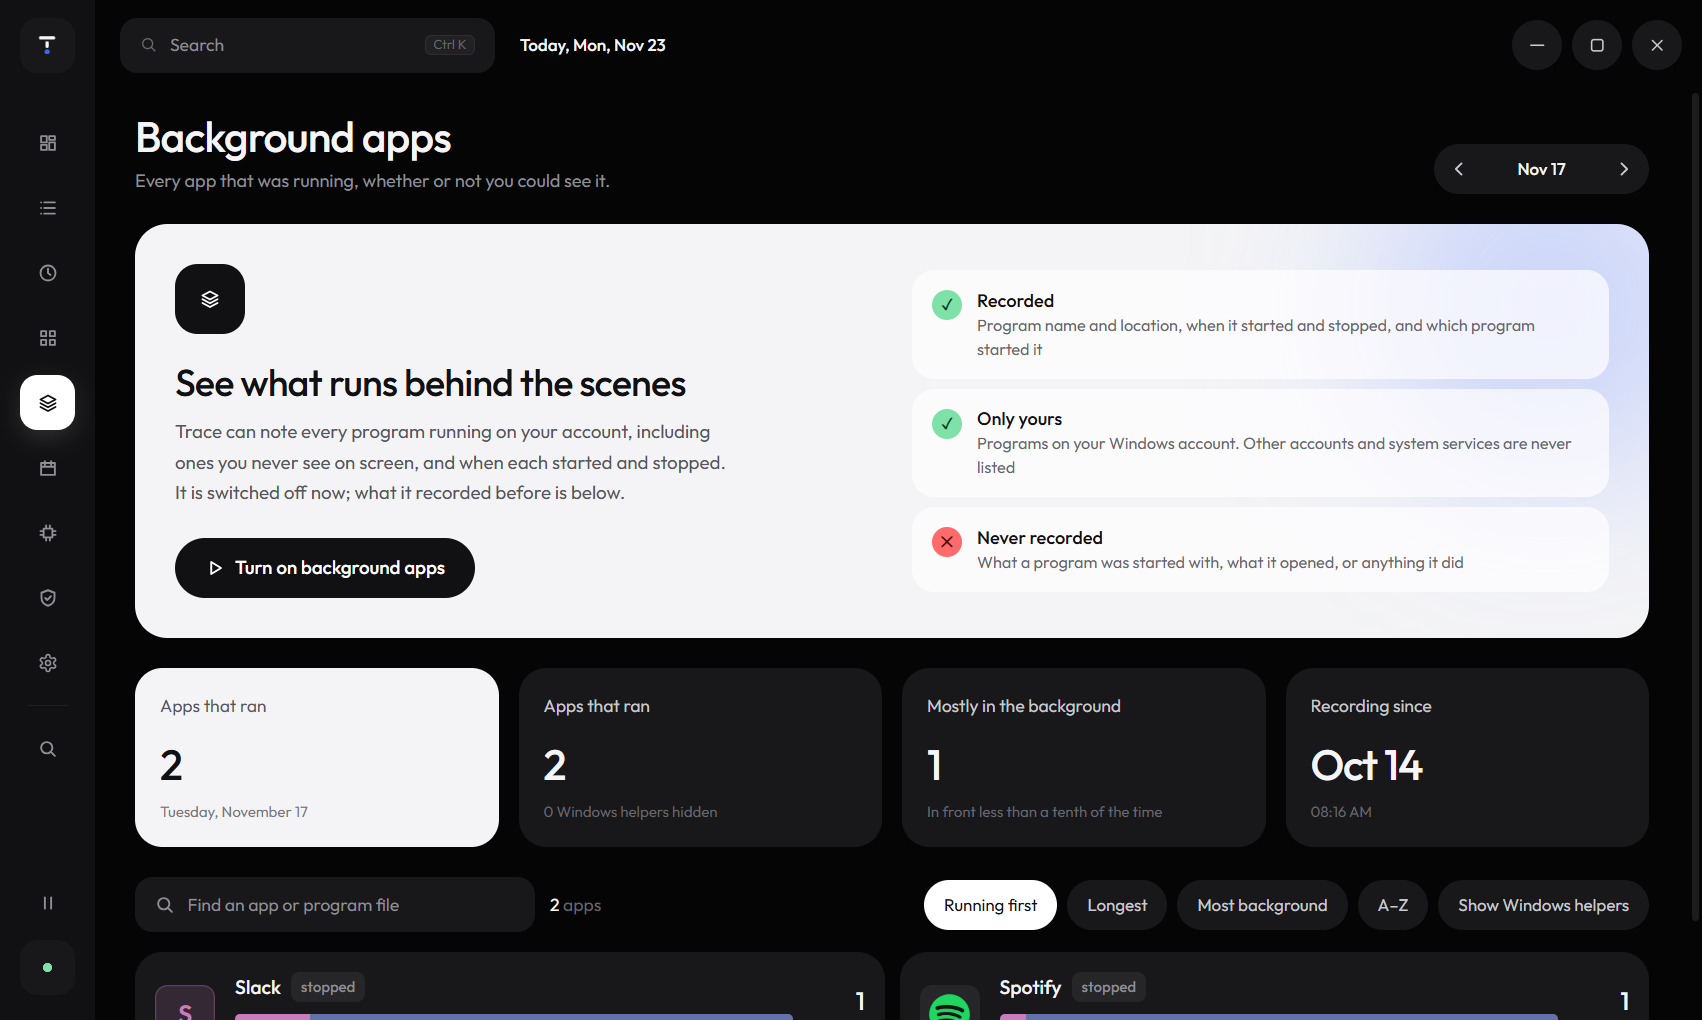 Search
Ctrl K
Today, Mon, Nov 23
Background apps
Every app that was running, whether or not you could see it.
Nov 17
See what runs behind the scenes
Trace can note every program running on your account, including
ones you never see on screen, and when each started and stopped.
It is switched off now; what it recorded before is below.
Turn on background apps
Recorded
Program name and location, when it started and stopped, and which program
started it
Only yours
Programs on your Windows account. Other accounts and system services are never
listed
Never recorded
What a program was started with, what it opened, or anything it did
Apps that ran
2
Tuesday, November 17
Apps that ran
2
0 Windows helpers hidden
Mostly in the background
1
In front less than a tenth of the time
Recording since
Oct 14
08:16 AM
Find an app or program file
2 apps
Running first
Longest
Most background
A–Z
Show Windows helpers
S
Slack
stopped
1
Spotify
stopped
1